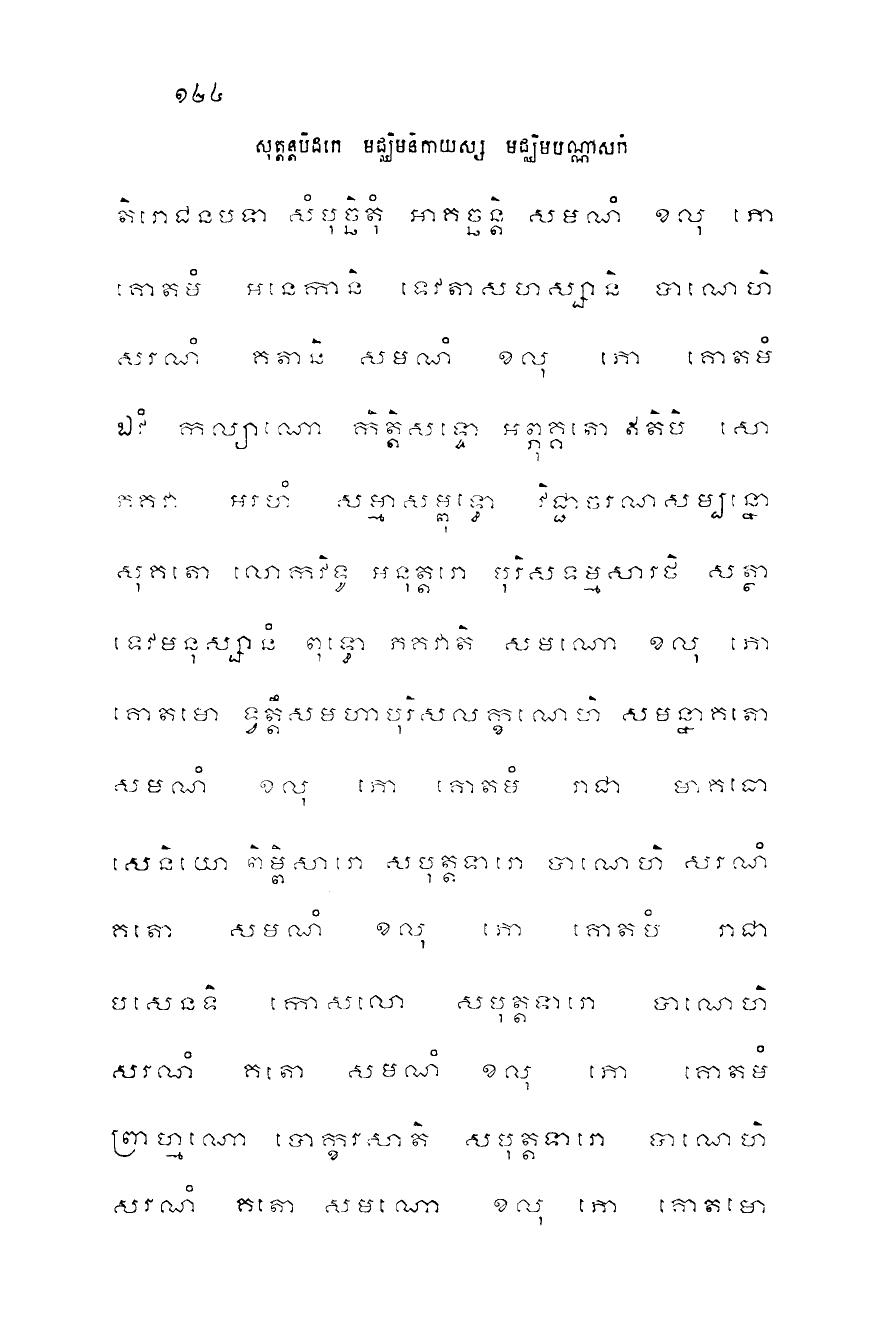 ១៤៤
សុត្តន្តបិដកេ មជ្ឈិមនិកាយស្ស មជ្ឈិមបណ្ណាសកំ
តិរោជនបទា សំបុច្ឆិតុំ អាគច្ឆន្តិ សមណំ ខលុ ភោ
គោតមំ អនេកានិ ទេវតាសហស្សានិ បាណេហិ
សរណំ គតានិ សមណំ ខលុ ភោ គោតមំ
ឯវំ កល្យាណោ កិត្តិសទ្ទោ អព្ភុគ្គតោ ឥតិបិ សោ
ភគវា អរហំ សម្មាសម្ពុទ្ធោ វិជ្ជាចរណសម្បន្នោ
សុគតោ លោកវិទូ អនុត្តរោ បុរិសទម្មសារថិ សត្ថា
ទេវមនុស្សានំ ពុទ្ធោ ភគវាតិ សមណោ ខលុ ភោ
គោតមោ ទ្វត្តឹសមហាបុរិសលក្ខណេហិ សមន្នាគតោ
សមណំ ខលុ ភោ គោតមំ រាជា មាគធោ
សេនិយោ ពិម្ពិសារោ សបុត្តទារោ បាណេហិ សរណំ
គតោ សមណំ ខលុ ភោ គោតមំ រាជា
បសេនទិ កោសលោ សបុត្តទារោ បាណេហិ
សរណំ គតោ សមណំ ខលុ ភោ គោតមំ
ព្រាហ្មណោ បោក្ខរសាតិ សបុត្តទារោ បាណេហិ
សរណំ គតោ សមណោ ខលុ ភោ គោតមោ